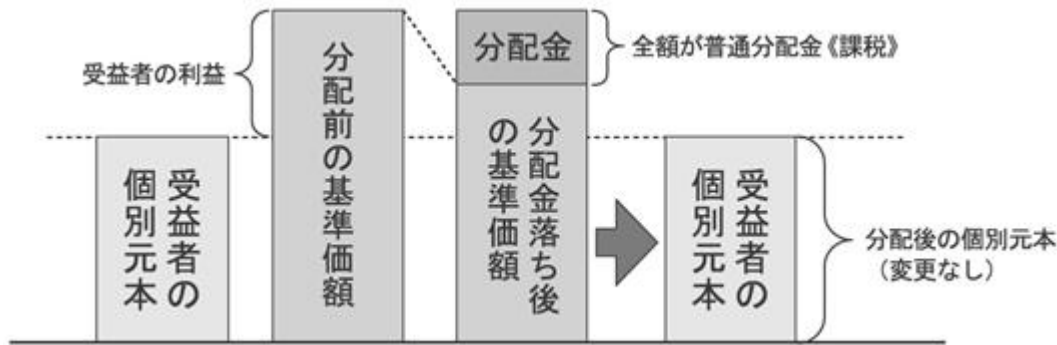 受益者の利益
分配前の基準価額
分配金
全額が普通分配金《課税》
受益者の
個別元本
分配金落ち後
の基準価額
受益者の
個別元本
分配後の個別元本
（変更なし）